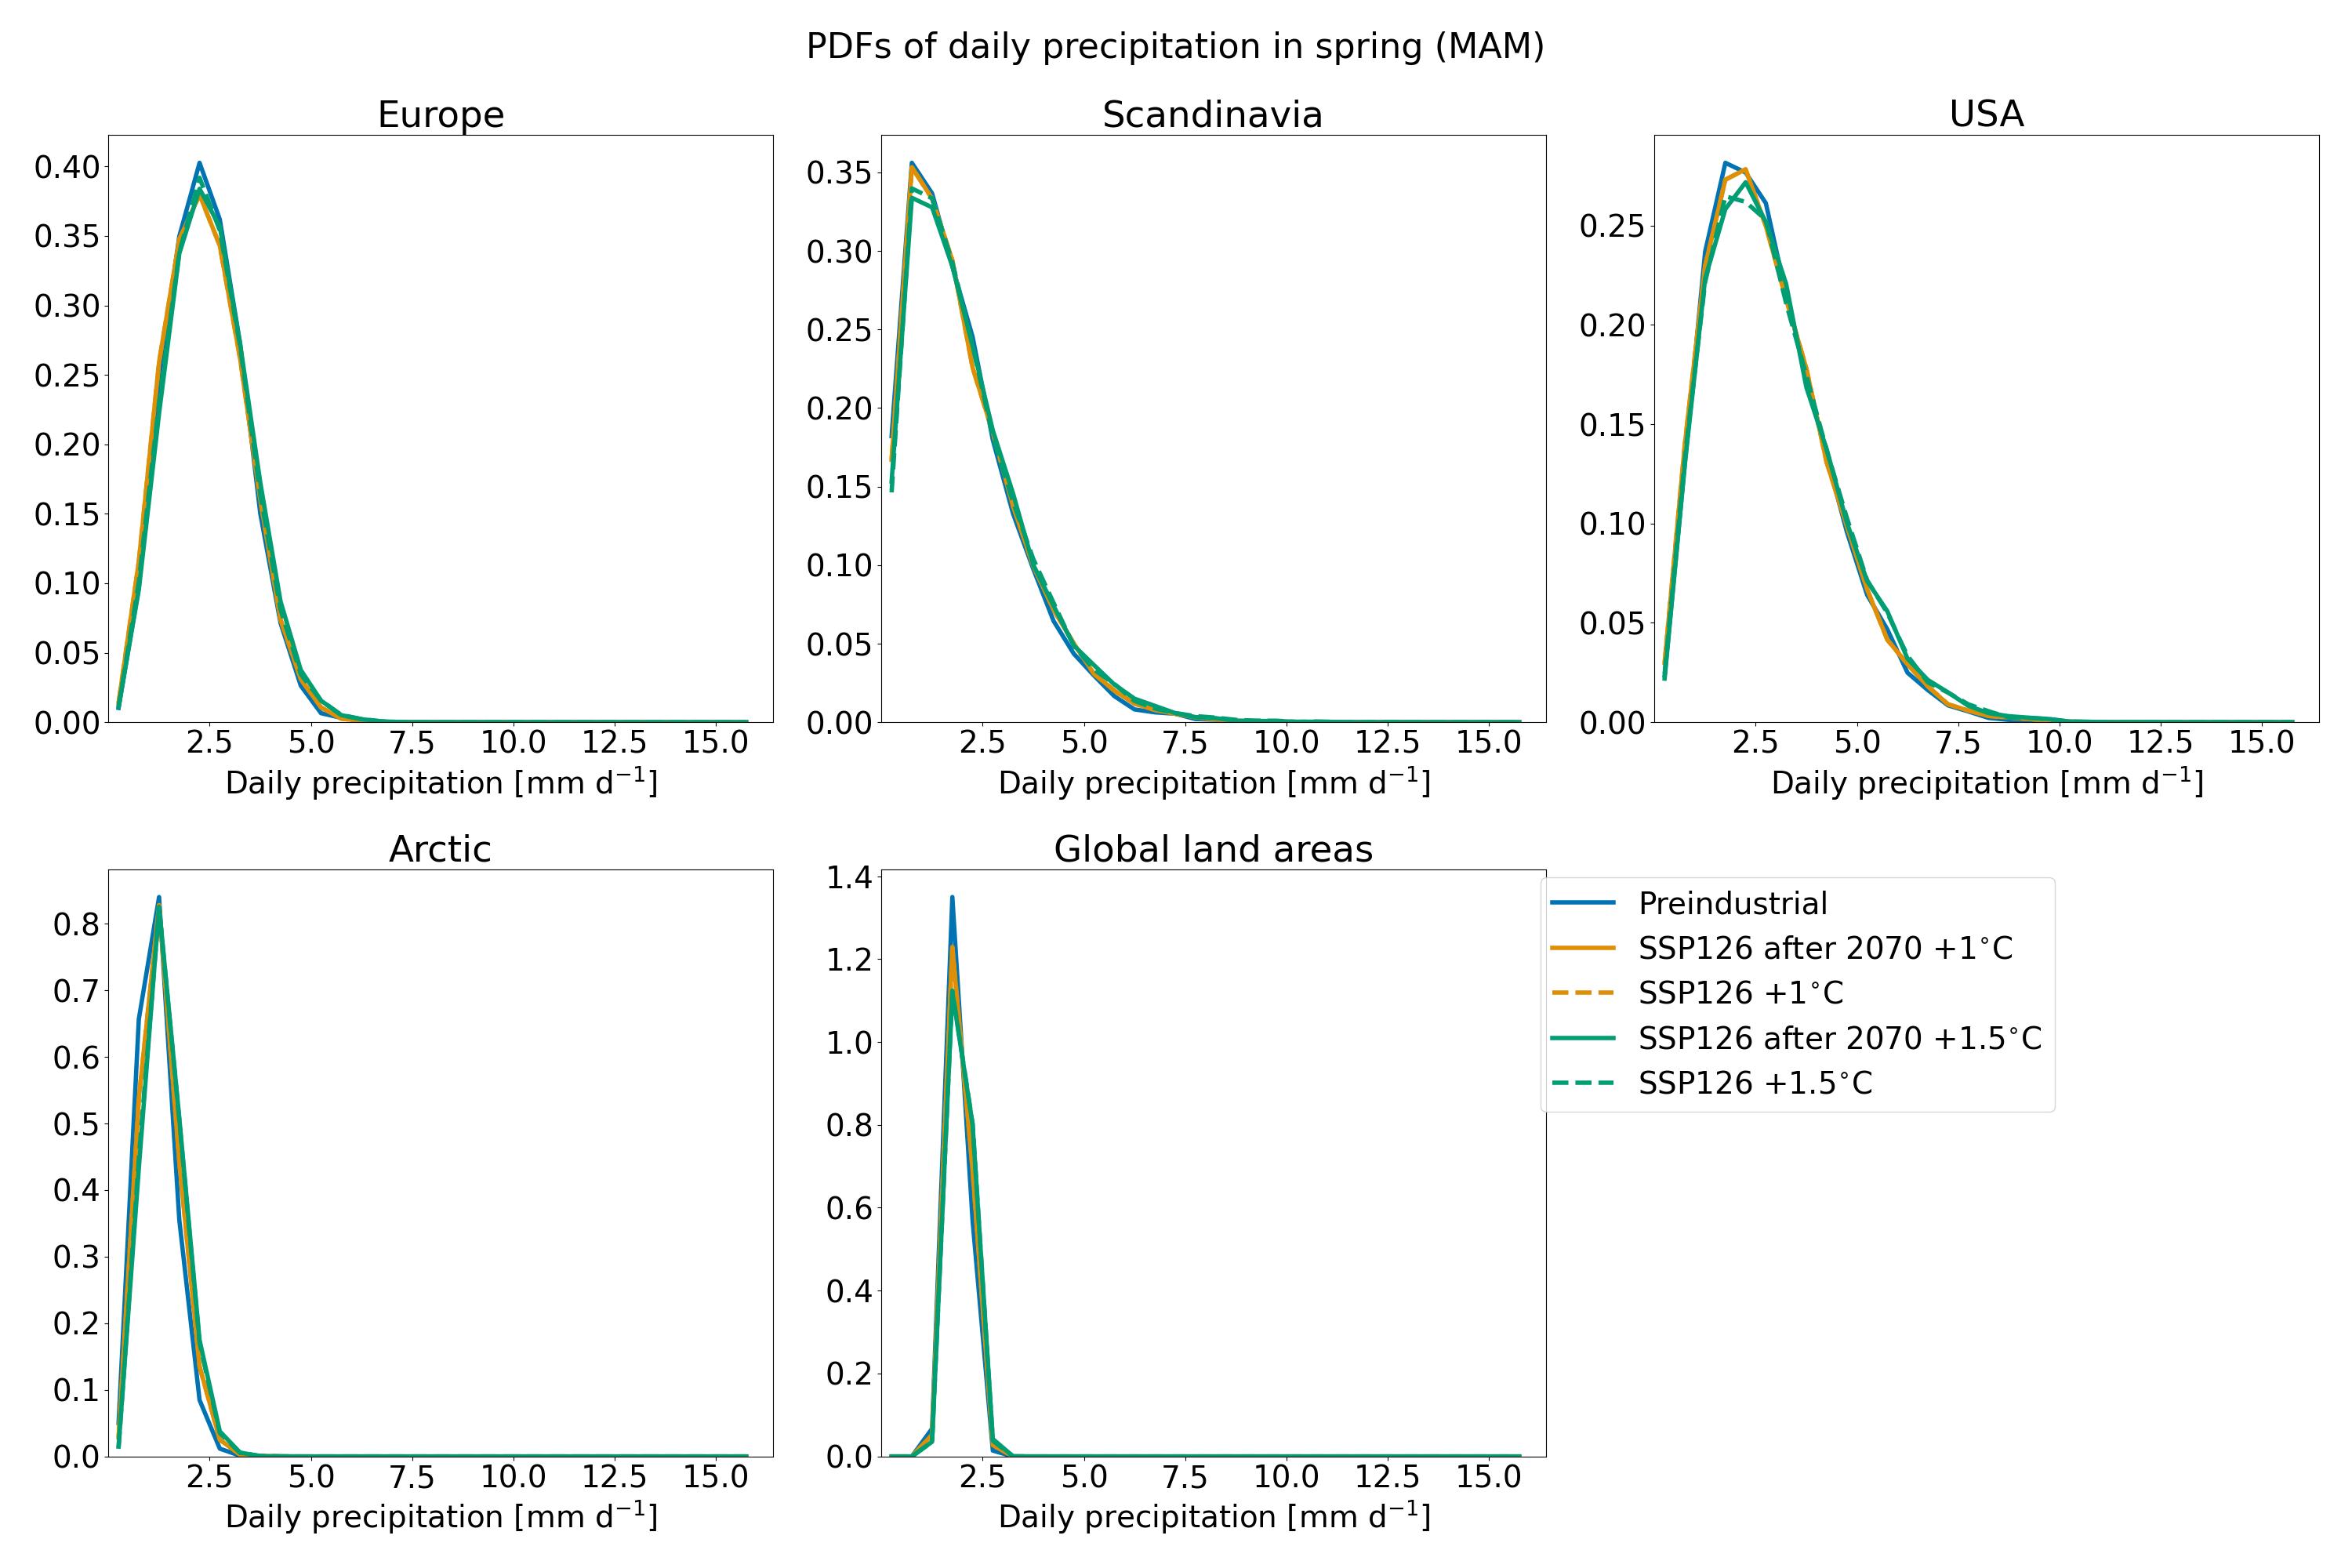 PDFs of daily precipitation in spring (MAM)
Europe
0.40
0.35
0.30
0.25
0.20
0.15
0.10
0.05
0.00
2.5 5.0 7.5 10.0 12.5 15.0
Daily precipitation [mm d⁻¹]
Scandinavia
0.35
0.30
0.25
0.20
0.15
0.10
0.05
0.00
2.5 5.0 7.5 10.0 12.5 15.0
Daily precipitation [mm d⁻¹]
USA
0.25
0.20
0.15
0.10
0.05
0.00
2.5 5.0 7.5 10.0 12.5 15.0
Daily precipitation [mm d⁻¹]
Arctic
0.8
0.7
0.6
0.5
0.4
0.3
0.2
0.1
0.0
2.5 5.0 7.5 10.0 12.5 15.0
Daily precipitation [mm d⁻¹]
Global land areas
1.4
1.2
1.0
0.8
0.6
0.4
0.2
0.0
2.5 5.0 7.5 10.0 12.5 15.0
Daily precipitation [mm d⁻¹]
Preindustrial
SSP126 after 2070 +1°C
SSP126 +1°C
SSP126 after 2070 +1.5°C
SSP126 +1.5°C